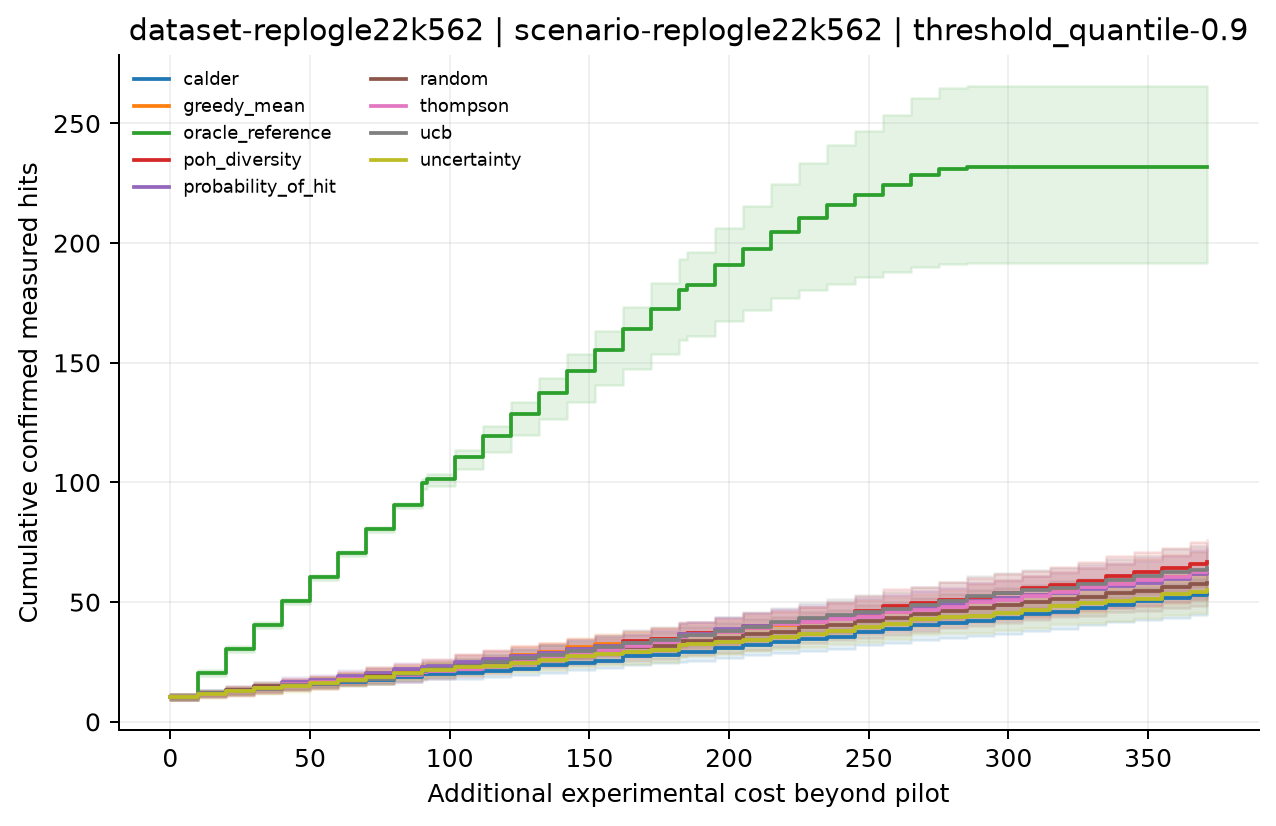 dataset-replogle22k562 | scenario-replogle22k562 | threshold_quantile-0.9
calder
greedy_mean
oracle_reference
poh_diversity
probability_of_hit
random
thompson
ucb
uncertainty
Cumulative confirmed measured hits
250
200
150
100
50
0
0 50 100 150 200 250 300 350
Additional experimental cost beyond pilot